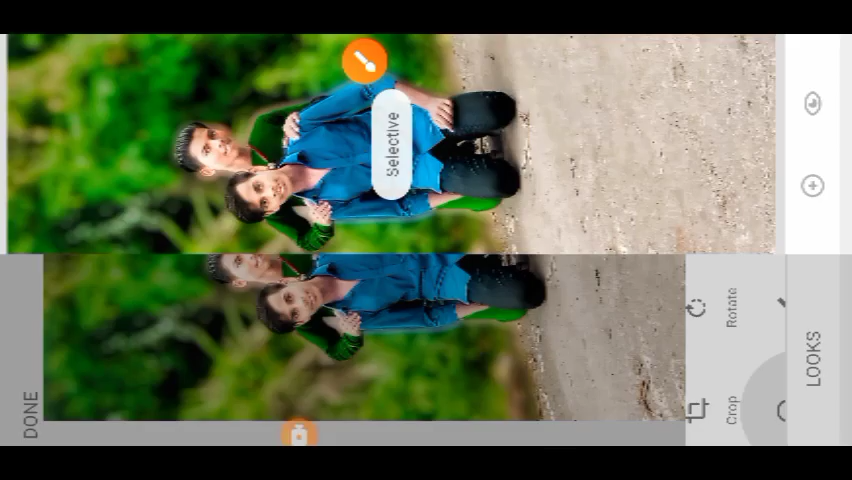 Selective
Rotate
Crop
LOOKS
DONE